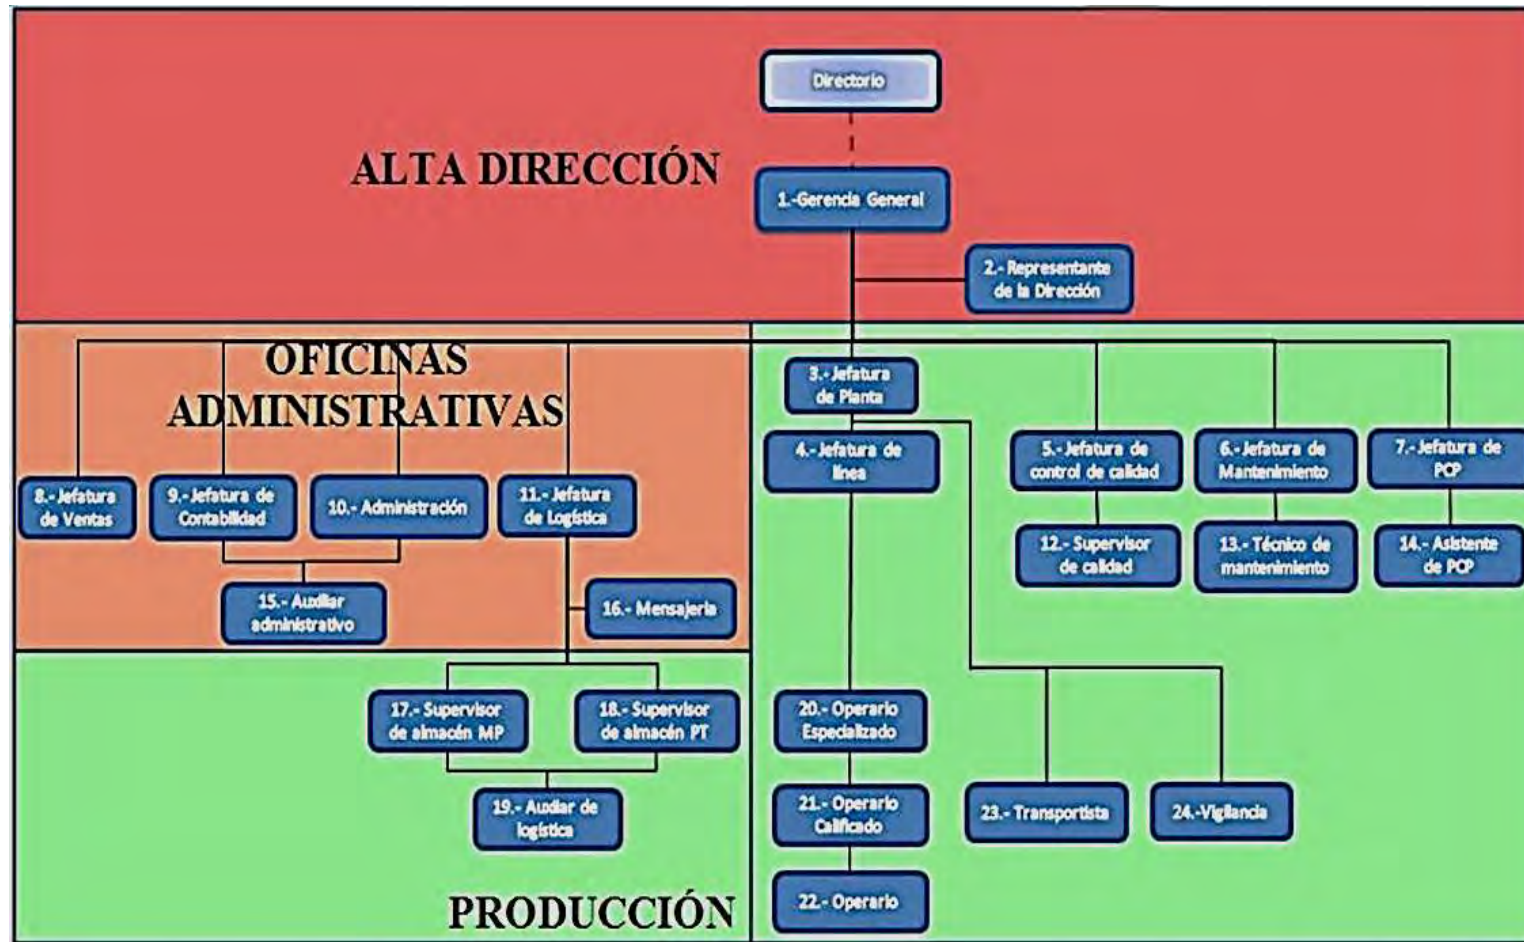 Directorio
ALTA DIRECCIÓN
1.-Gerencia General
2.- Representante
de la Dirección
OFICINAS
ADMINISTRATIVAS
3.- Jefatura
de Planta
4.- Jefatura de
línea
5.- Jefatura de
control de calidad
6.- Jefatura de
Mantenimiento
7.- Jefatura de
PCP
8.- Jefatura
de Ventas
9.- Jefatura de
Contabilidad
10.- Administración
11.- Jefatura
de Logística
12.- Supervisor
de calidad
13.- Técnico de
mantenimiento
14.- Asistente
de PCP
15.- Auxiliar
administrativo
16.- Mensajería
17.- Supervisor
de almacén MP
18.- Supervisor
de almacén PT
19.- Auxliar de
logística
20.- Operario
Especializado
21.- Operario
Calificado
22.- Operario
23.- Transportista
24.-Vigilancia
PRODUCCIÓN